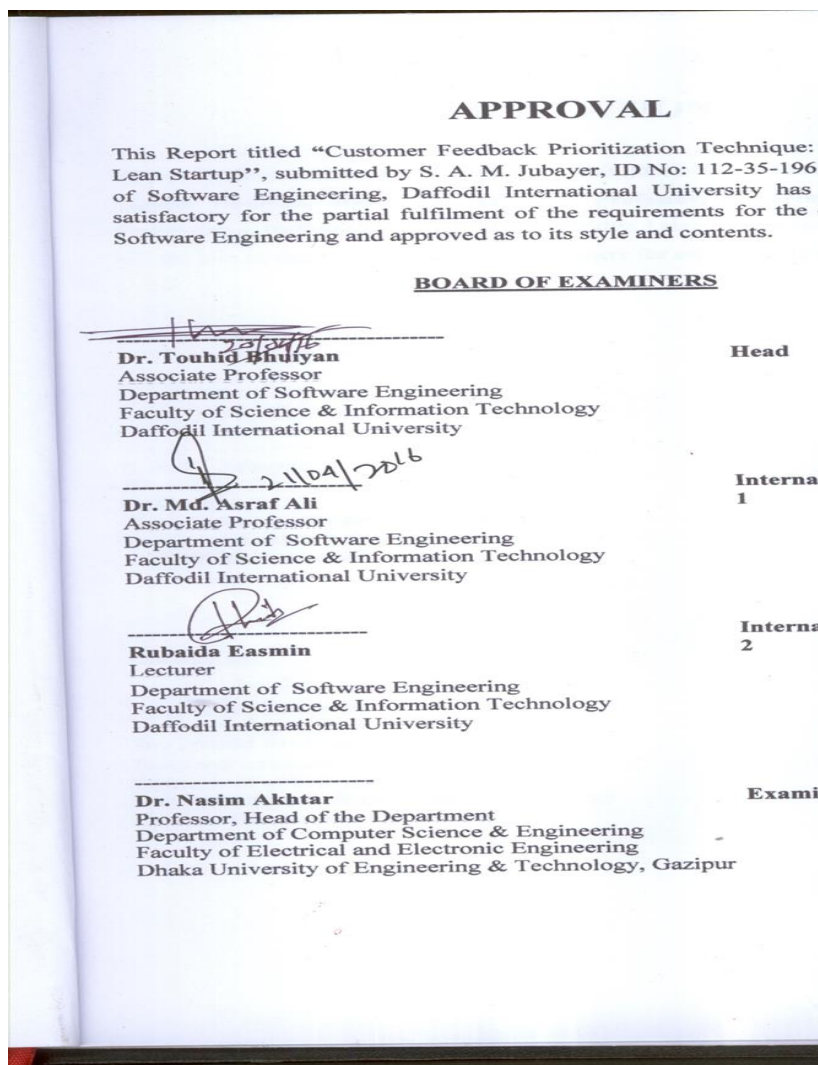 APPROVAL
This Report titled “Customer Feedback Prioritization Technique:
Lean Startup’’, submitted by S. A. M. Jubayer, ID No: 112-35-196
of Software Engineering, Daffodil International University has
satisfactory for the partial fulfilment of the requirements for the
Software Engineering and approved as to its style and contents.
BOARD OF EXAMINERS
20/04/16
Dr. Touhid Bhuiyan Head
Associate Professor
Department of Software Engineering
Faculty of Science & Information Technology
Daffodil International University
21/04/2016
Dr. Md. Asraf Ali Interna
1
Associate Professor
Department of Software Engineering
Faculty of Science & Information Technology
Daffodil International University
Rubaida Easmin Interna
2
Lecturer
Department of Software Engineering
Faculty of Science & Information Technology
Daffodil International University
Dr. Nasim Akhtar Exami
Professor, Head of the Department
Department of Computer Science & Engineering
Faculty of Electrical and Electronic Engineering
Dhaka University of Engineering & Technology, Gazipur